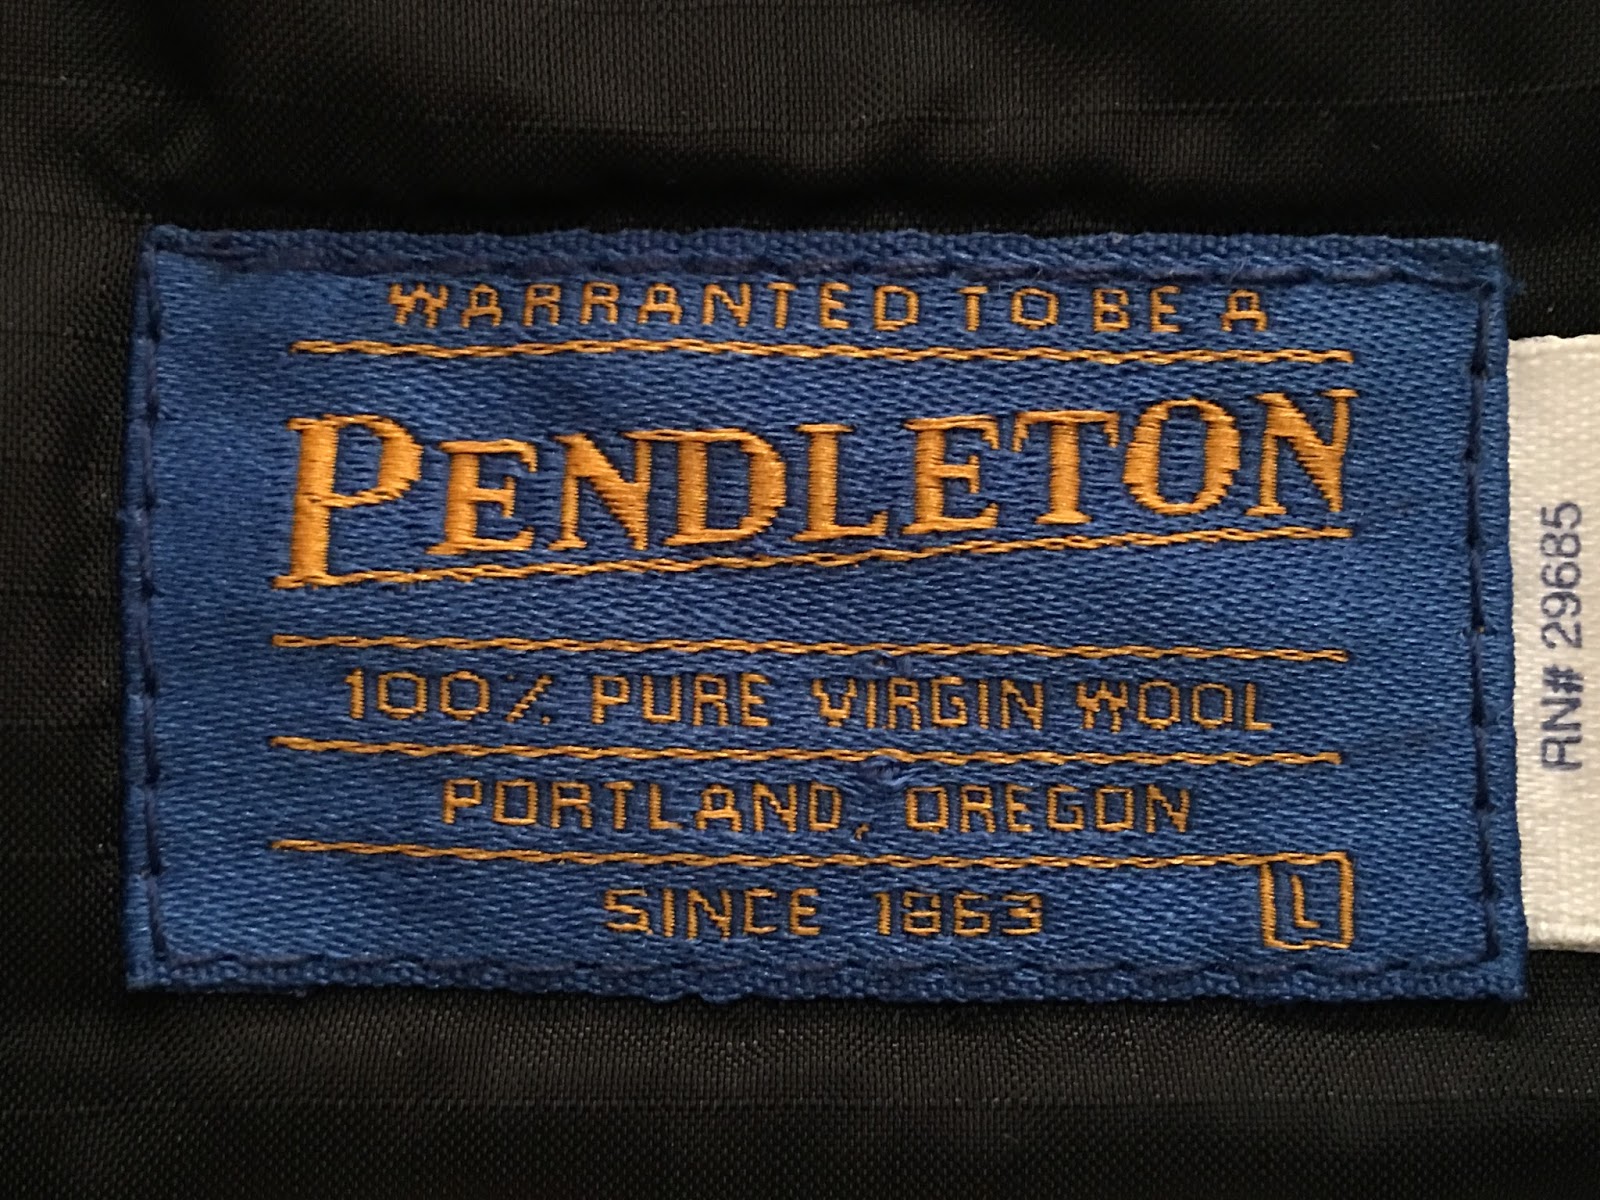 WARRANTED TO BE A
PENDLETON
100% PURE VIRGIN WOOL
PORTLAND, OREGON
SINCE 1863
L
RN# 29685